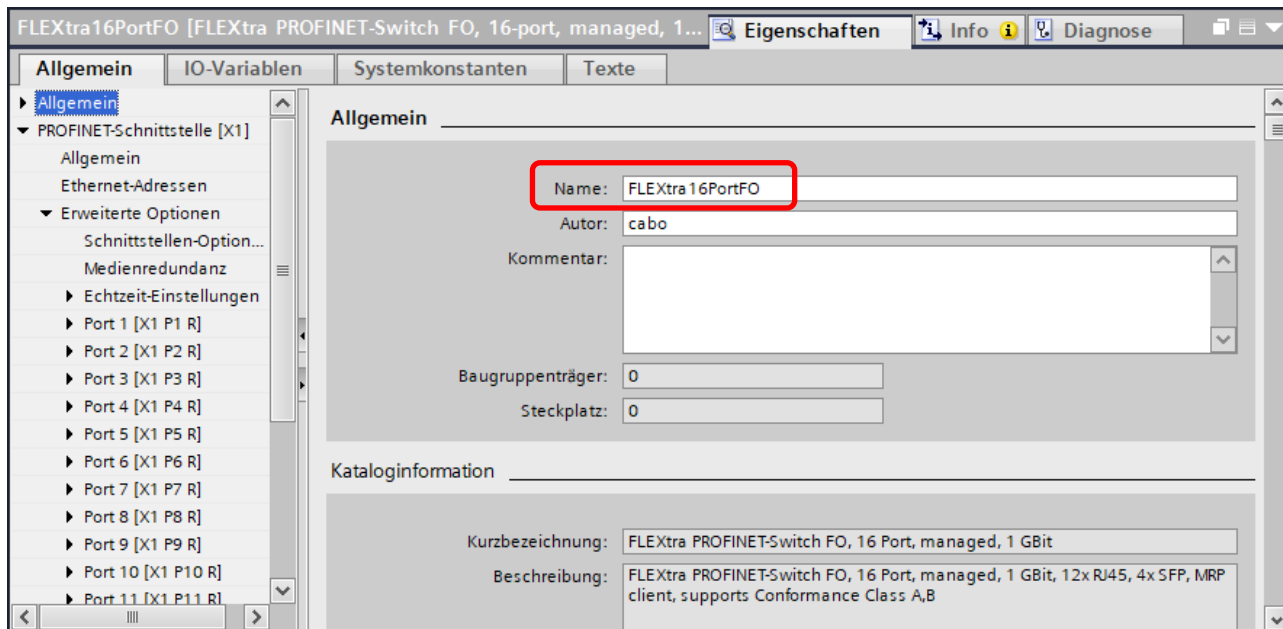 FLEXtra16PortFO [FLEXtra PROFINET-Switch FO, 16-port, managed, 1...
Eigenschaften
Info
Diagnose
Allgemein
IO-Variablen
Systemkonstanten
Texte
Allgemein
PROFINET-Schnittstelle [X1]
Allgemein
Ethernet-Adressen
Erweiterte Optionen
Schnittstellen-Option...
Medienredundanz
Echtzeit-Einstellungen
Port 1 [X1 P1 R]
Port 2 [X1 P2 R]
Port 3 [X1 P3 R]
Port 4 [X1 P4 R]
Port 5 [X1 P5 R]
Port 6 [X1 P6 R]
Port 7 [X1 P7 R]
Port 8 [X1 P8 R]
Port 9 [X1 P9 R]
Port 10 [X1 P10 R]
Port 11 [X1 P11 R]
Allgemein
Name: FLEXtra16PortFO
Autor: cabo
Kommentar:
Baugruppenträger: 0
Steckplatz: 0
Kataloginformation
Kurzbezeichnung: FLEXtra PROFINET-Switch FO, 16 Port, managed, 1 GBit
Beschreibung: FLEXtra PROFINET-Switch FO, 16 Port, managed, 1 GBit, 12x RJ45, 4x SFP, MRP
client, supports Conformance Class A,B